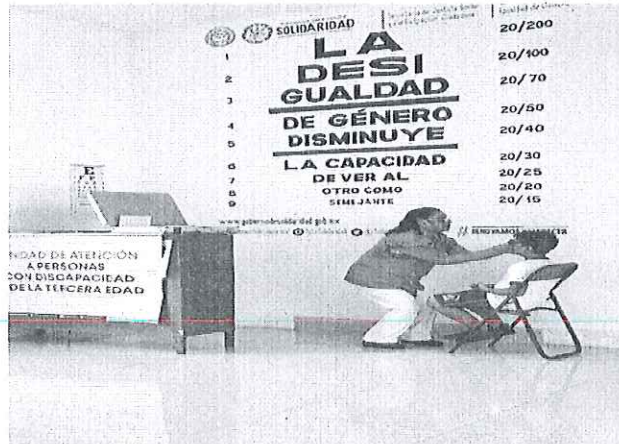 SOLIDARIDAD
LA 20/200
1 DESI 20/100
2 GUALDAD 20/70
3 DE GÉNERO 20/50
4 DISMINUYE 20/40
5 LA CAPACIDAD 20/30
6 DE VER AL 20/25
7 OTRO COMO 20/20
8 SEMEJANTE 20/15
9
E
UNIDAD DE ATENCIÓN
A PERSONAS
CON DISCAPACIDAD
DE LA TERCERA EDAD